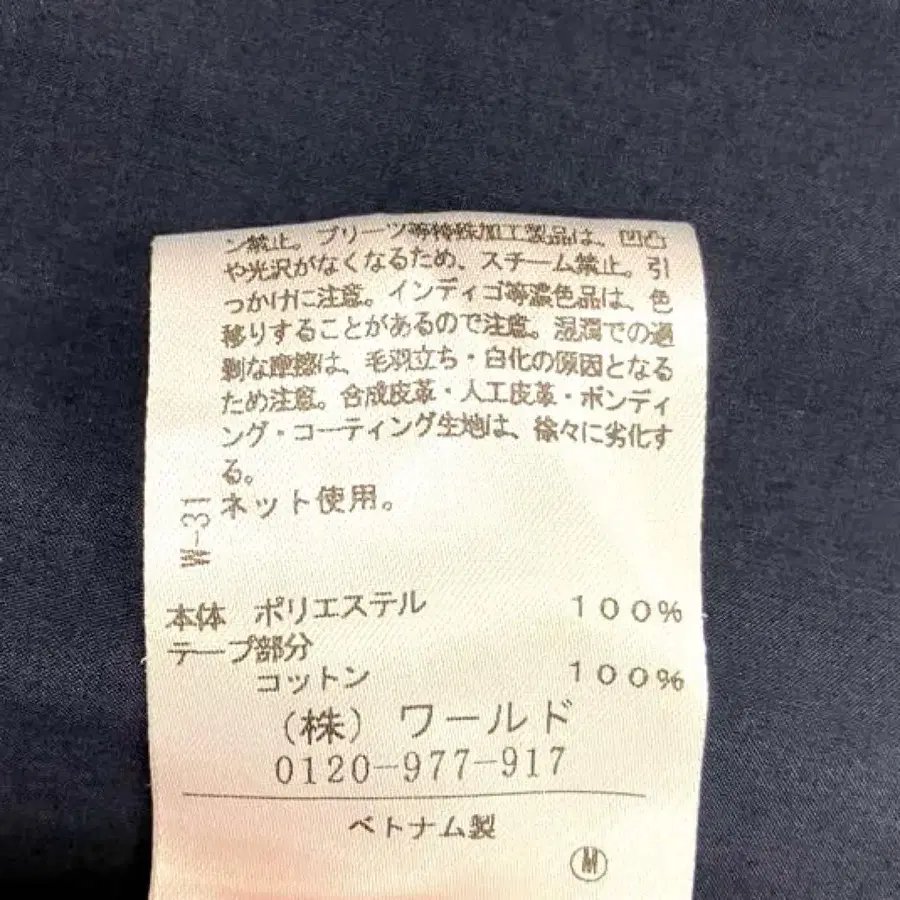 ン禁止。プリーツ等特殊加工製品は、凹凸
や光沢がなくなるため、スチーム禁止。引
っかけに注意。インディゴ等濃色品は、色
移りすることがあるので注意。湿潤での過
剰な摩擦は、毛羽立ち・白化の原因となる
ため注意。合成皮革・人工皮革・ボンディ
ング・コーティング生地は、徐々に劣化す
る。
ネット使用。
W-31
本体 ポリエステル 100%
テープ部分
コットン 100%
(株) ワールド
0120-977-917
ベトナム製
M